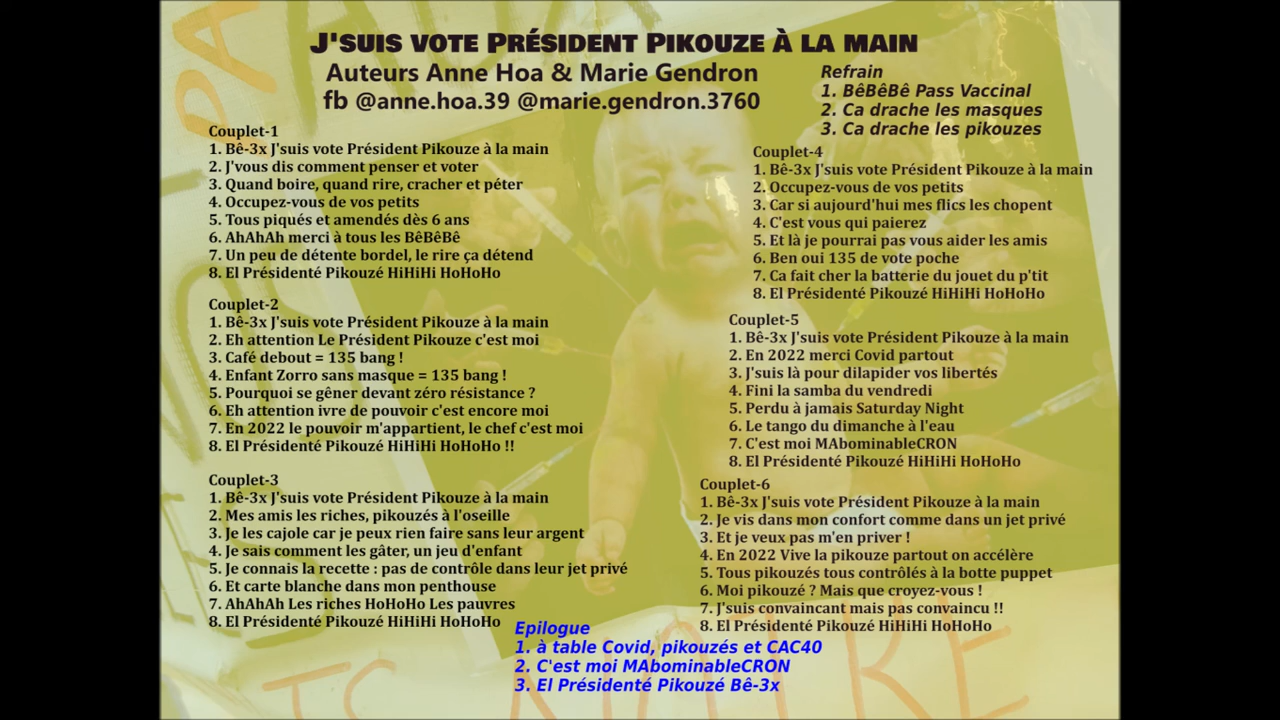 J'SUIS VOTE PRÉSIDENT PIKOUZE À LA MAIN
Auteurs Anne Hoa & Marie Gendron
fb @anne.hoa.39 @marie.gendron.3760
Refrain
1. BêBêBê Pass Vaccinal
2. Ca drache les masques
3. Ca drache les pikouzes
Couplet-1
1. Bê-3x J'suis vote Président Pikouze à la main
2. J'vous dis comment penser et voter
3. Quand boire, quand rire, cracher et péter
4. Occupez-vous de vos petits
5. Tous piqués et amendés dès 6 ans
6. AhAhAh merci à tous les BêBêBê
7. Un peu de détente bordel, le rire ça détend
8. El Présidenté Pikouzé HiHiHi HoHoHo
Couplet-2
1. Bê-3x J'suis vote Président Pikouze à la main
2. Eh attention Le Président Pikouze c'est moi
3. Café debout = 135 bang !
4. Enfant Zorro sans masque = 135 bang !
5. Pourquoi se gêner devant zéro résistance ?
6. Eh attention ivre de pouvoir c'est encore moi
7. En 2022 le pouvoir m'appartient, le chef c'est moi
8. El Présidenté Pikouzé HiHiHi HoHoHo !!
Couplet-3
1. Bê-3x J'suis vote Président Pikouze à la main
2. Mes amis les riches, pikouzés à l'oseille
3. Je les cajole car je peux rien faire sans leur argent
4. Je sais comment les gâter, un jeu d'enfant
5. Je connais la recette : pas de contrôle dans leur jet privé
6. Et carte blanche dans mon penthouse
7. AhAhAh Les riches HoHoHo Les pauvres
8. El Présidenté Pikouzé HiHiHi HoHoHo
Couplet-4
1. Bê-3x J'suis vote Président Pikouze à la main
2. Occupez-vous de vos petits
3. Car si aujourd'hui mes flics les chopent
4. C'est vous qui paierez
5. Et là je pourrai pas vous aider les amis
6. Ben oui 135 de vote poche
7. Ca fait cher la batterie du jouet du p'tit
8. El Présidenté Pikouzé HiHiHi HoHoHo
Couplet-5
1. Bê-3x J'suis vote Président Pikouze à la main
2. En 2022 merci Covid partout
3. J'suis là pour dilapider vos libertés
4. Fini la samba du vendredi
5. Perdu à jamais Saturday Night
6. Le tango du dimanche à l'eau
7. C'est moi MAbominableCRON
8. El Présidenté Pikouzé HiHiHi HoHoHo
Couplet-6
1. Bê-3x J'suis vote Président Pikouze à la main
2. Je vis dans mon confort comme dans un jet privé
3. Et je veux pas m'en priver !
4. En 2022 Vive la pikouze partout on accélère
5. Tous pikouzés tous contrôlés à la botte puppet
6. Moi pikouzé ? Mais que croyez-vous !
7. J'suis convaincant mais pas convaincu !!
8. El Présidenté Pikouzé HiHiHi HoHoHo
Epilogue
1. à table Covid, pikouzés et CAC40
2. C'est moi MAbominableCRON
3. El Présidenté Pikouzé Bê-3x